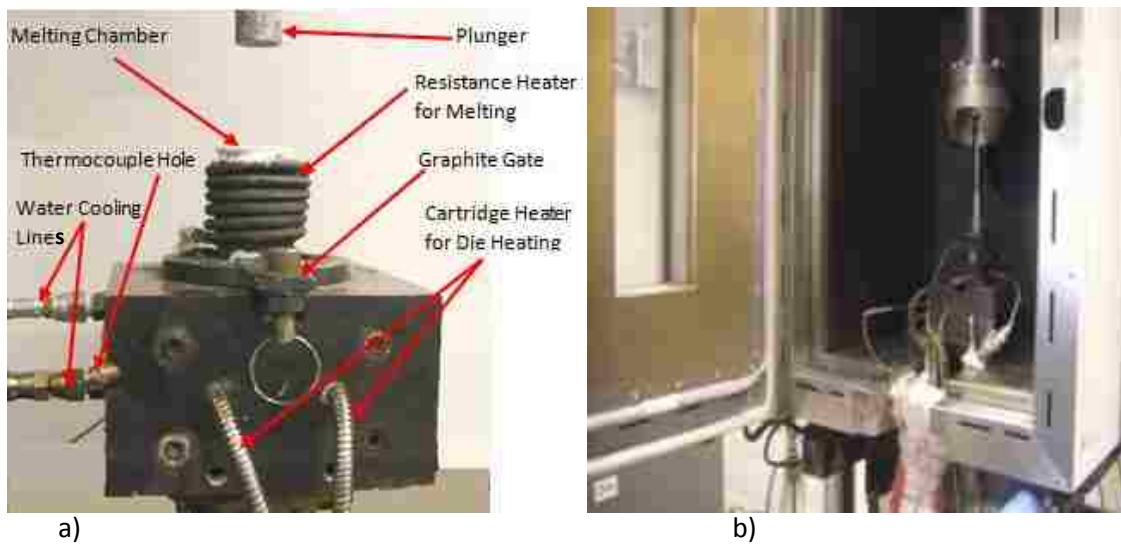 Melting Chamber
Plunger
Resistance Heater
for Melting
Thermocouple Hole
Graphite Gate
Water Cooling
Lines
Cartridge Heater
for Die Heating
a)
b)